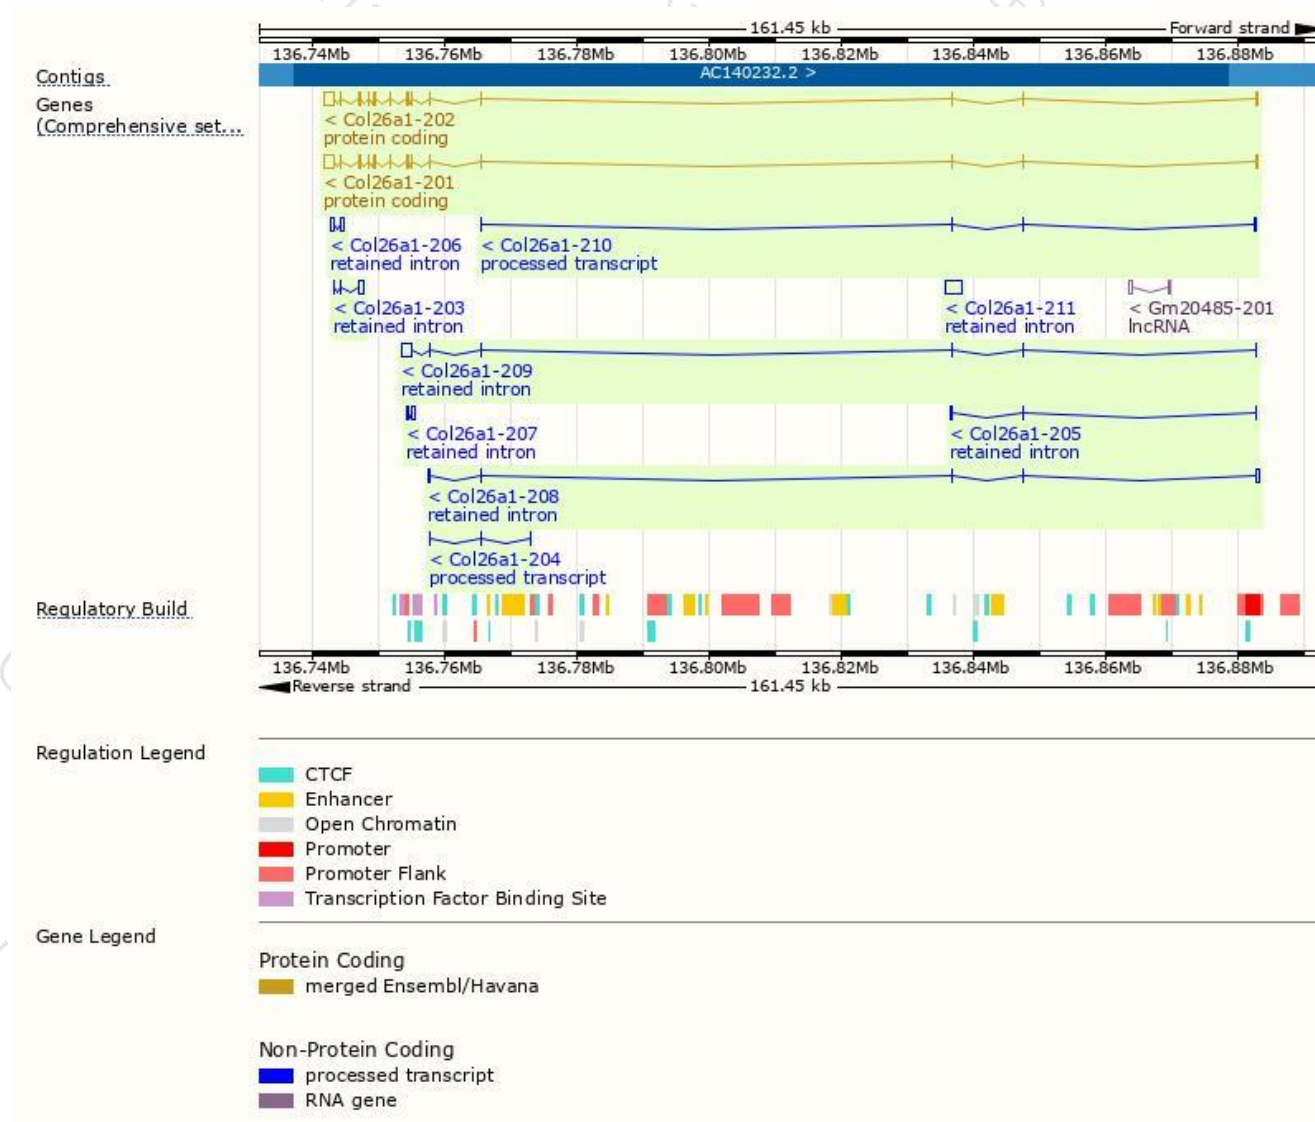 161.45 kb
Forward strand
136.74Mb 136.76Mb 136.78Mb 136.80Mb 136.82Mb 136.84Mb 136.86Mb 136.88Mb
Contigs
AC140232.2 >
Genes
(Comprehensive set...
< Col26a1-202
protein coding
< Col26a1-201
protein coding
< Col26a1-206 < Col26a1-210
retained intron processed transcript
< Col26a1-203 < Col26a1-211 < Gm20485-201
retained intron retained intron lncRNA
< Col26a1-209
retained intron
< Col26a1-207 < Col26a1-205
retained intron retained intron
< Col26a1-208
retained intron
< Col26a1-204
processed transcript
Regulatory Build
136.74Mb 136.76Mb 136.78Mb 136.80Mb 136.82Mb 136.84Mb 136.86Mb 136.88Mb
Reverse strand 161.45 kb
Regulation Legend
CTCF
Enhancer
Open Chromatin
Promoter
Promoter Flank
Transcription Factor Binding Site
Gene Legend
Protein Coding
merged Ensembl/Havana
Non-Protein Coding
processed transcript
RNA gene